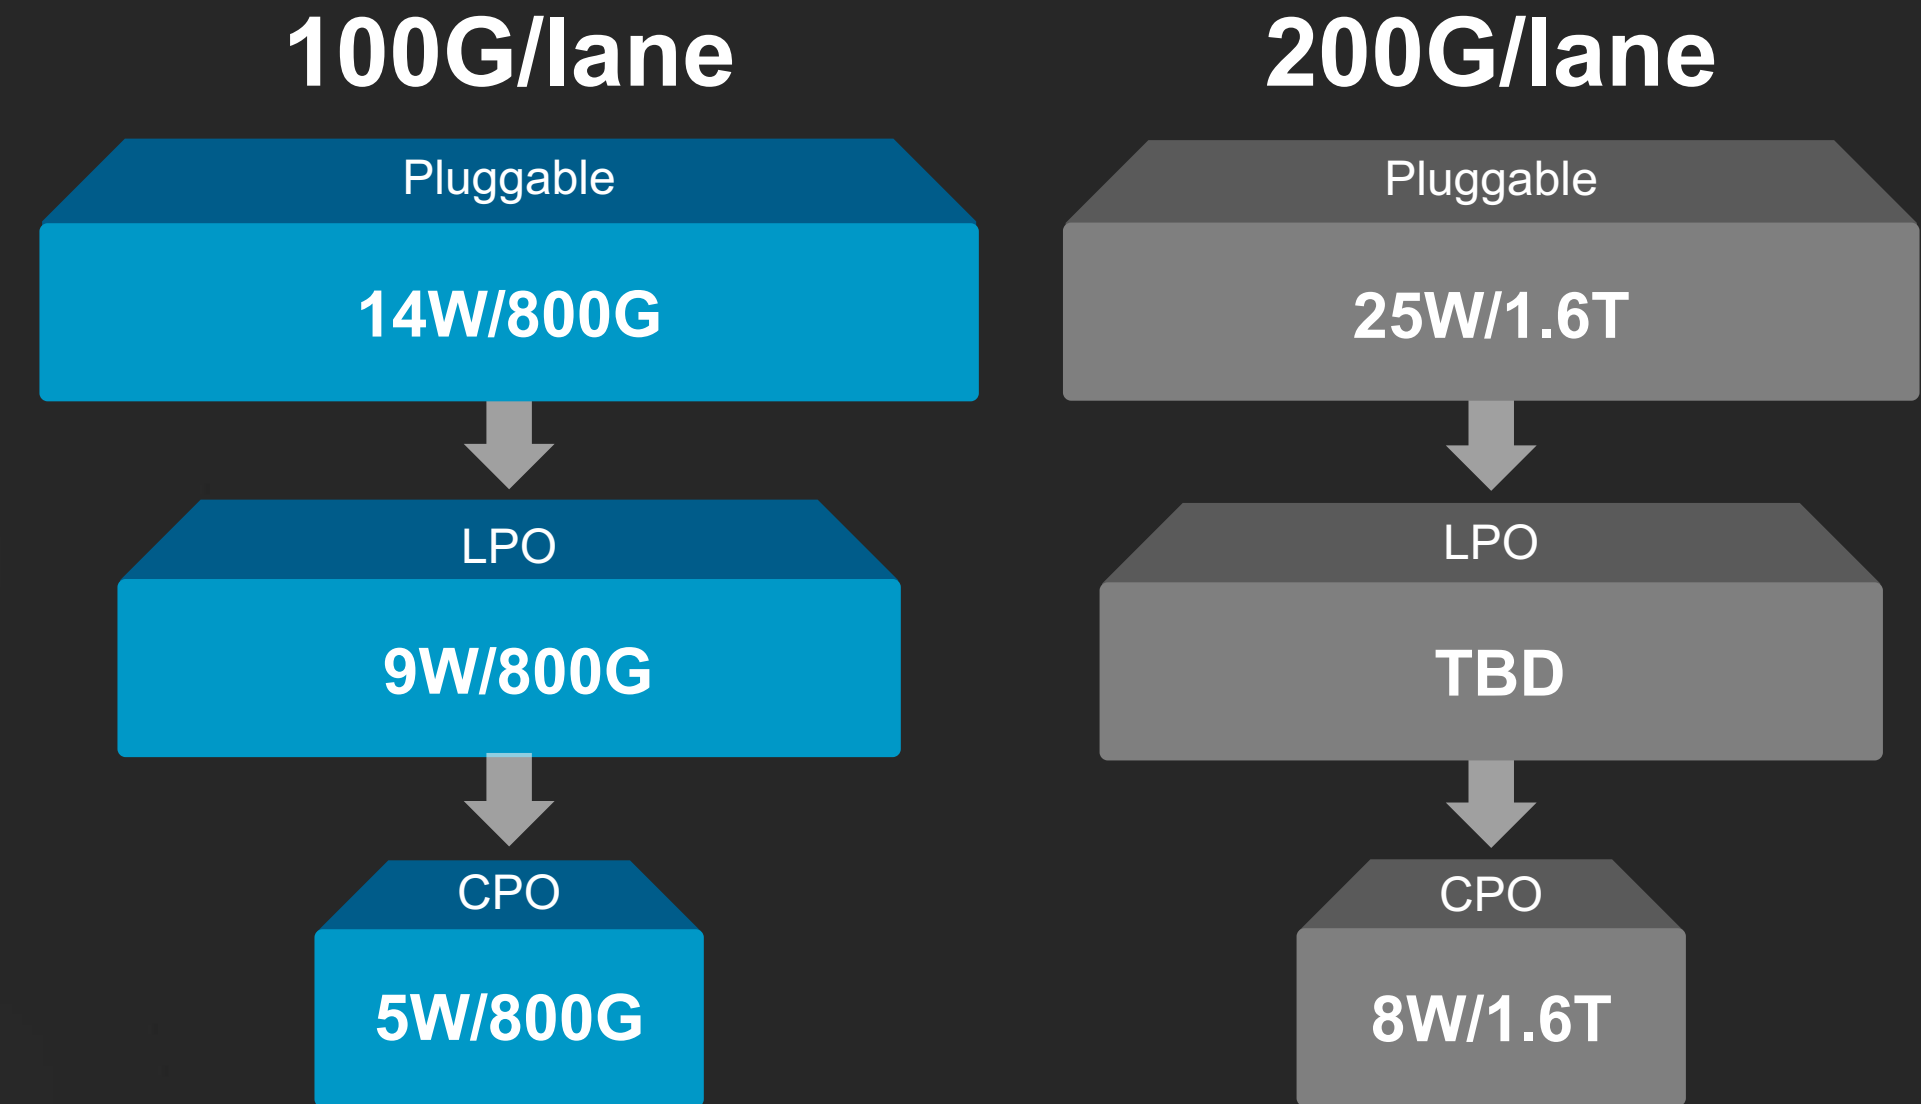 100G/lane
Pluggable
14W/800G
LPO
9W/800G
CPO
5W/800G
200G/lane
Pluggable
25W/1.6T
LPO
TBD
CPO
8W/1.6T